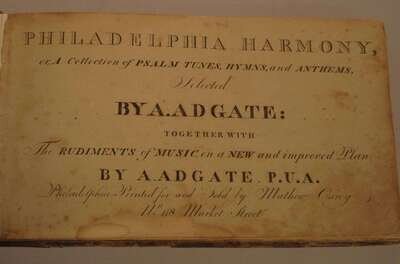 PHILADELPHIA HARMONY,
or, A Collection of PSALM TUNES, HYMNS, and ANTHEMS,
Selected
BY A. ADGATE:
TOGETHER WITH
The RUDIMENTS of MUSIC, on a NEW and improved Plan
BY A. ADGATE. P.U.A.
Philadelphia Printed for and Sold by Mathew Carey
No. 118 Market Street